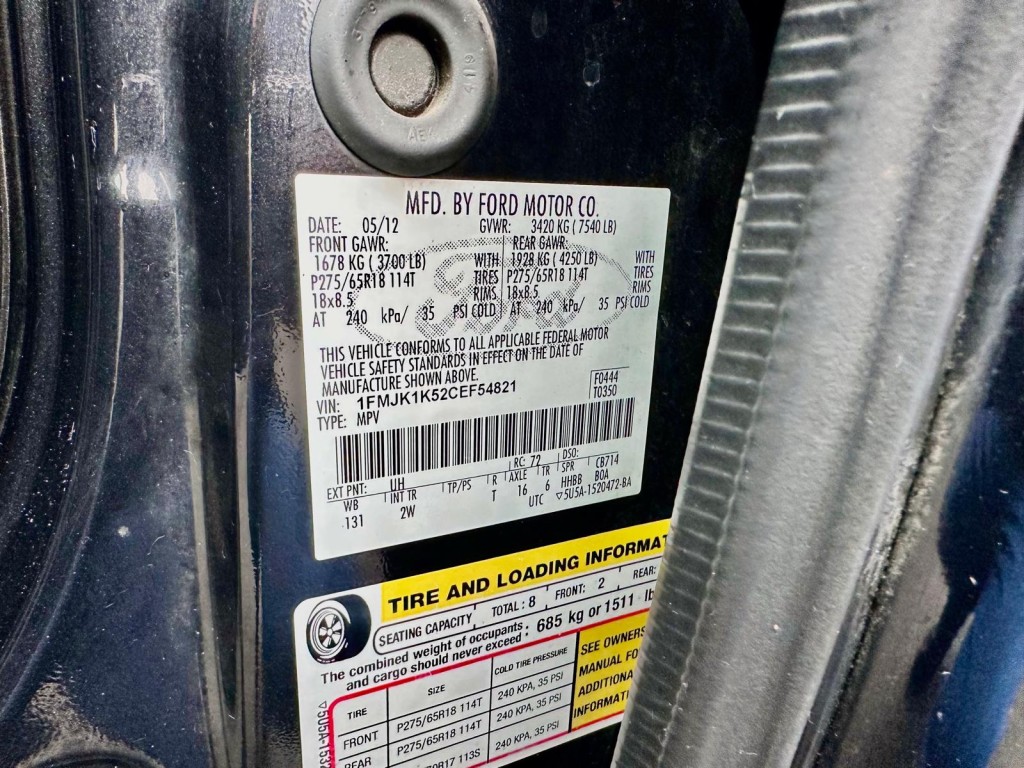 419
AEK
MFD. BY FORD MOTOR CO.
DATE: 05/12 GVWR: 3420 KG ( 7540 LB)
FRONT GAWR: REAR GAWR:
1678 KG ( 3700 LB) WITH 1928 KG ( 4250 LB) WITH
P275/65R18 114T TIRES P275/65R18 114T TIRES
18x8.5 RIMS 18x8.5 RIMS
AT 240 kPa/ 35 PSI COLD AT 240 kPa/ 35 PSI COLD
Ford
THIS VEHICLE CONFORMS TO ALL APPLICABLE FEDERAL MOTOR
VEHICLE SAFETY STANDARDS IN EFFECT ON THE DATE OF
MANUFACTURE SHOWN ABOVE.
VIN: 1FMJK1K52CEF54821 F0444
TYPE: MPV T0350
EXT PNT: UH RC: 72 DSO:
WB INT TR TP/PS R AXLE TR SPR CB714
131 2W T 16 6 HHBB BOA
UTC ▽5U5A-1520472-BA
TIRE AND LOADING INFORMAT
SEATING CAPACITY TOTAL : 8 FRONT: 2 REAR:
The combined weight of occupants
and cargo should never exceed : 685 kg or 1511 lb
TIRE SIZE COLD TIRE PRESSURE
FRONT P275/65R18 114T 240 KPA, 35 PSI
REAR P275/65R18 114T 240 KPA, 35 PSI
70R17 113S 240 KPA, 35 PSI
SEE OWNERS
MANUAL FO
ADDITIONA
INFORMATI
▽5U5A-153